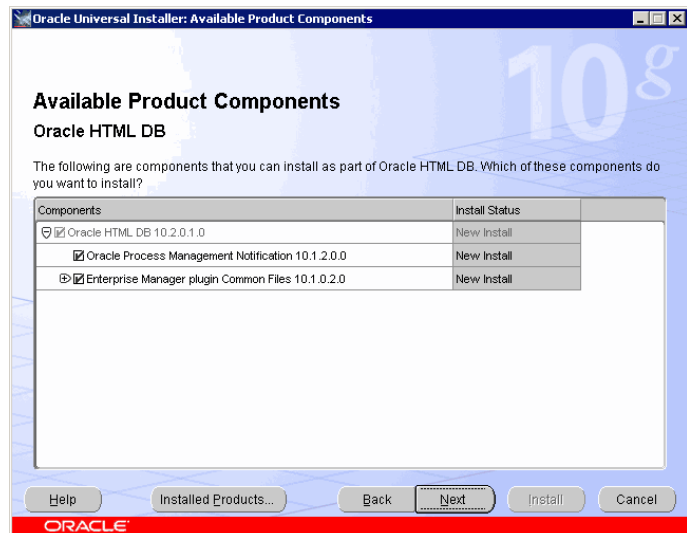 Oracle Universal Installer: Available Product Components
10g
Available Product Components
Oracle HTML DB
The following are components that you can install as part of Oracle HTML DB. Which of these components do
you want to install?
Components Install Status
Oracle HTML DB 10.2.0.1.0 New Install
Oracle Process Management Notification 10.1.2.0.0 New Install
Enterprise Manager plugin Common Files 10.1.0.2.0 New Install
Help Installed Products... Back Next Install Cancel
ORACLE